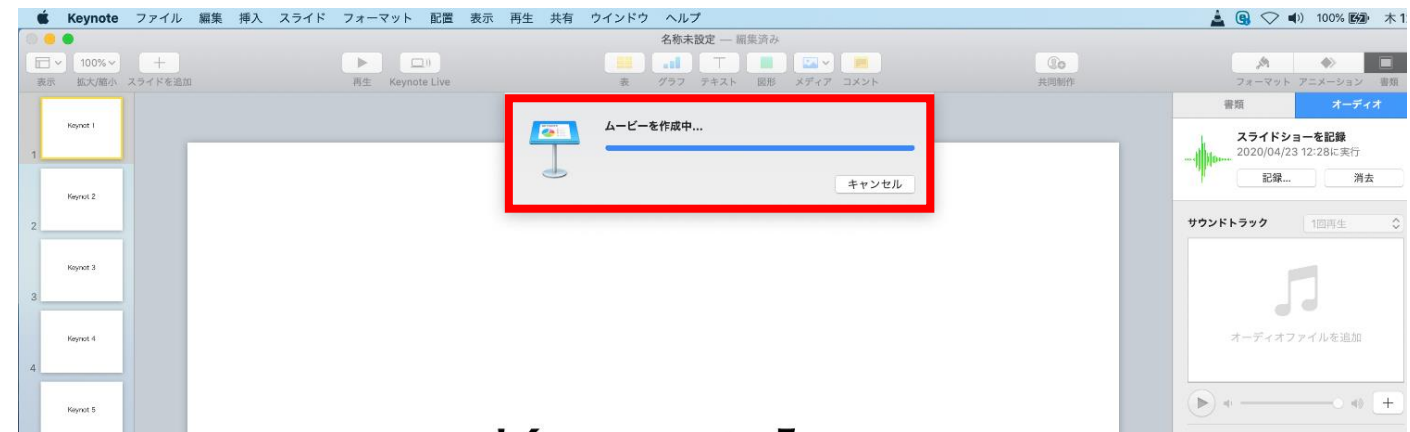 Keynote ファイル 編集 挿入 スライド フォーマット 配置 表示 再生 共有 ウインドウ ヘルプ 100% 木
名称未設定 — 編集済み
100%
表示 拡大/縮小 スライドを追加 再生 Keynote Live 表 グラフ テキスト 図形 メディア コメント 共同制作 フォーマット アニメーション 書類
Keynot 1
1
Keynot 2
2
Keynot 3
3
Keynot 4
4
Keynot 5
ムービーを作成中...
キャンセル
書類 オーディオ
スライドショーを記録
2020/04/23 12:28に実行
記録... 消去
サウンドトラック 1回再生
オーディオファイルを追加